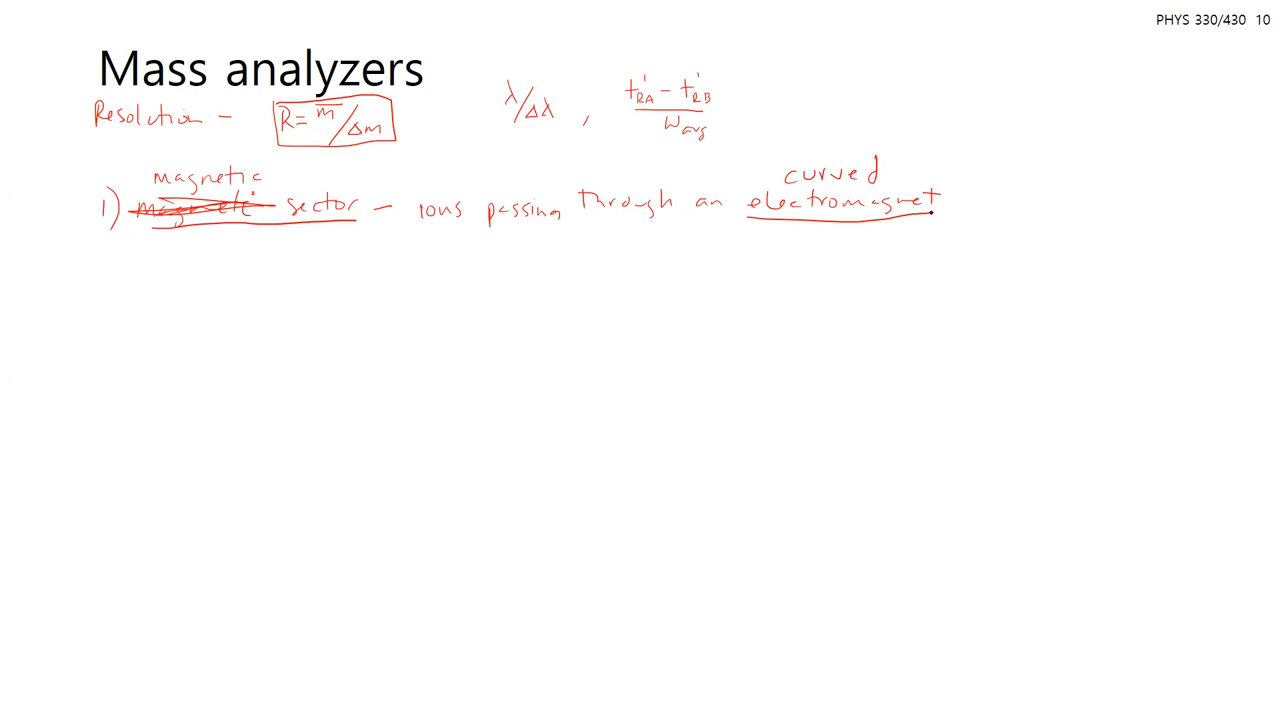 PHYS 330/430 10
Mass analyzers
Resolution - R = m̅/Δm λ/Δλ , (t'RA - t'RB)/Wavg
magnetic curved
1) magnetic sector - ions passing through an electromagnet